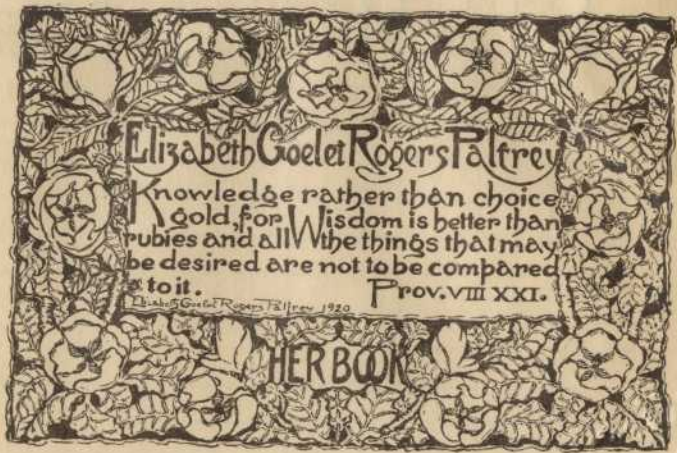 Elizabeth Goelet Rogers Palfrey
Knowledge rather than choice
gold, for Wisdom is better than
rubies and all the things that may
be desired are not to be compared
to it. Prov. VIII XXI.
Elizabeth Goelet Rogers Palfrey 1920
HER BOOK